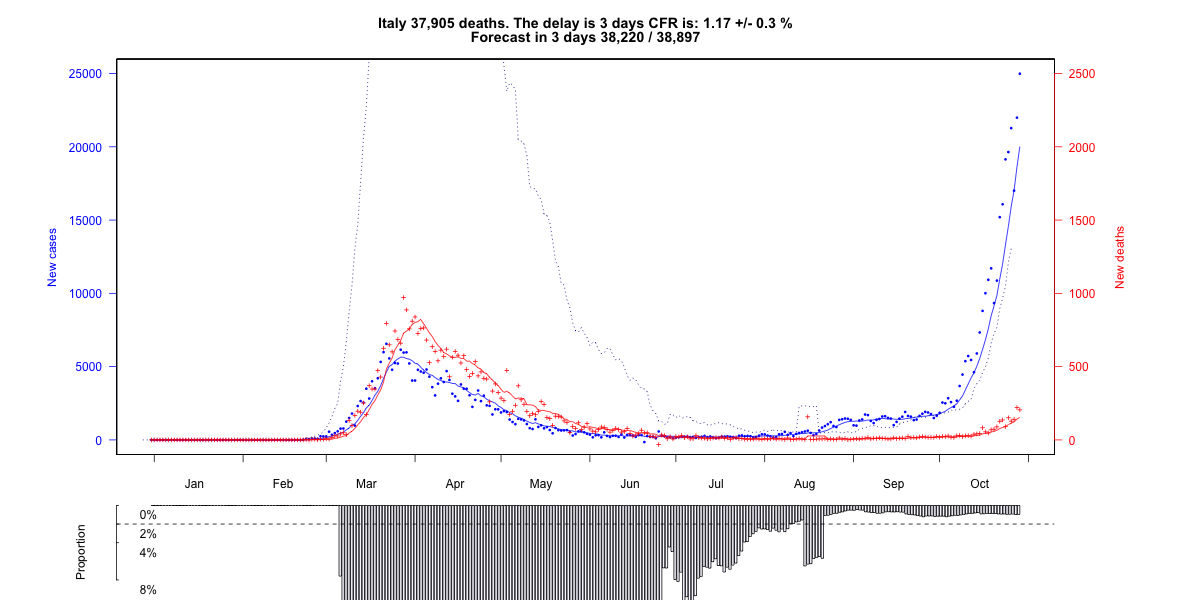 Italy 37,905 deaths. The delay is 3 days CFR is: 1.17 +/- 0.3 %
Forecast in 3 days 38,220 / 38,897
25000
20000
15000
10000
5000
0
New cases
2500
2000
1500
1000
500
0
New deaths
Jan Feb Mar Apr May Jun Jul Aug Sep Oct
Proportion
0%
2%
4%
8%